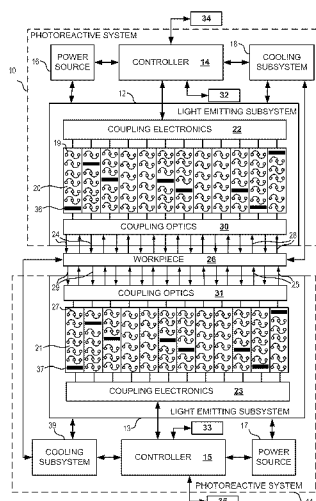 34
PHOTOREACTIVE SYSTEM
10
16
POWER SOURCE
CONTROLLER 14
18
COOLING SUBSYSTEM
32
12
LIGHT EMITTING SUBSYSTEM
COUPLING ELECTRONICS 22
19
20
36
COUPLING OPTICS 30
24
28
WORKPIECE 26
29
25
COUPLING OPTICS 31
27
21
37
COUPLING ELECTRONICS 23
LIGHT EMITTING SUBSYSTEM
39
13
33
17
COOLING SUBSYSTEM
CONTROLLER 15
POWER SOURCE
PHOTOREACTIVE SYSTEM
35
11